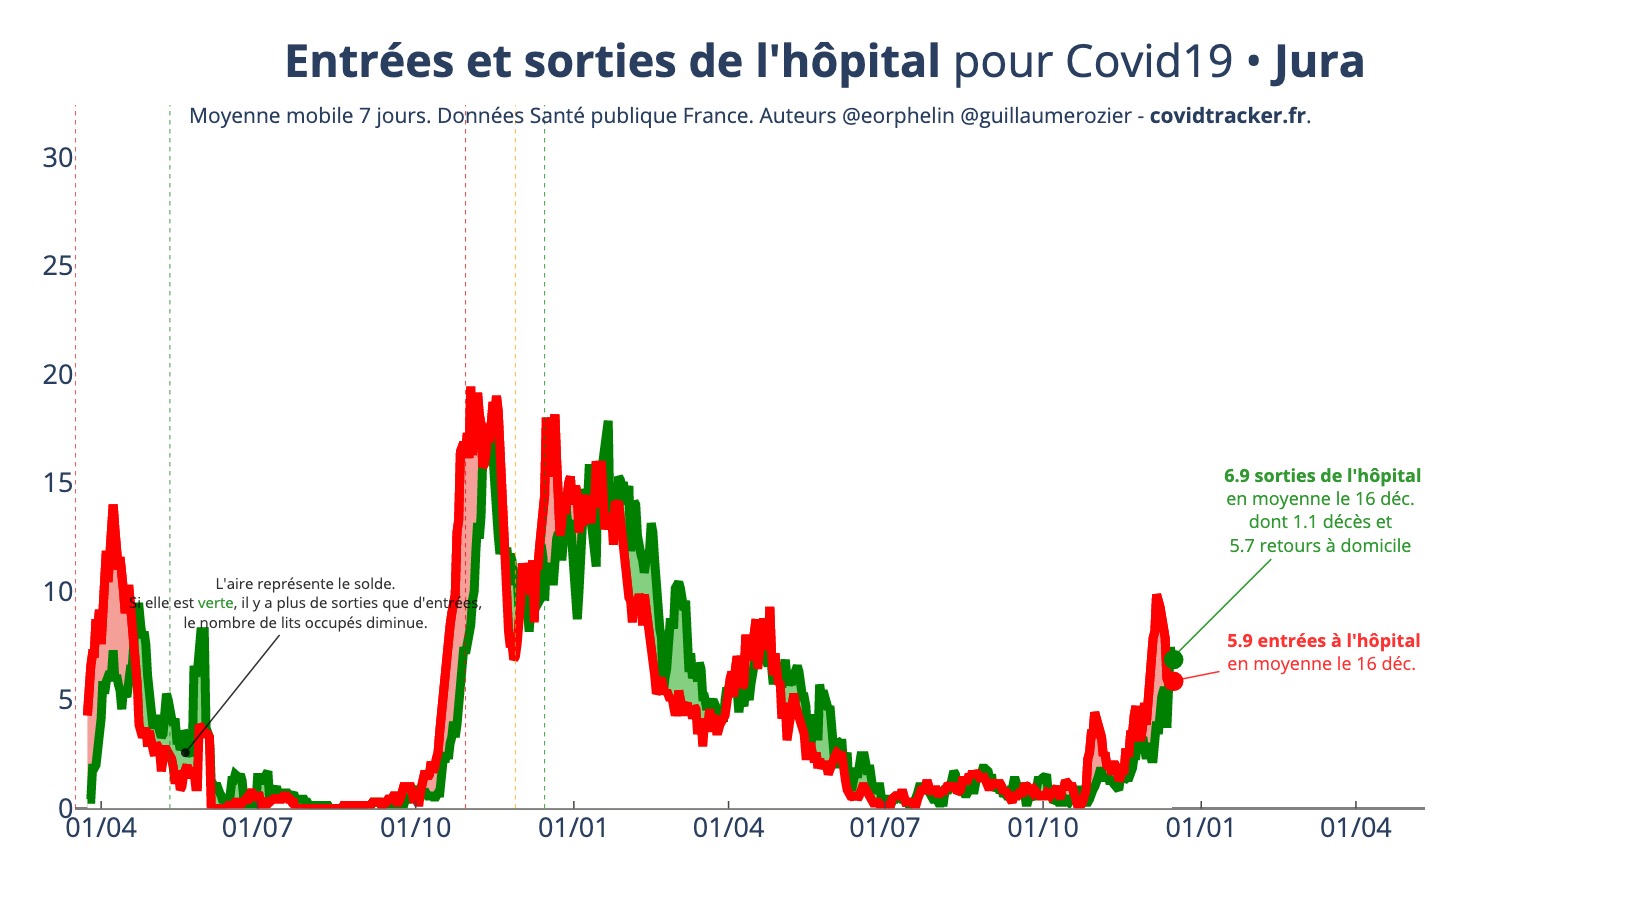 Entrées et sorties de l'hôpital pour Covid19 • Jura
Moyenne mobile 7 jours. Données Santé publique France. Auteurs @eorphelin @guillaumerozier - covidtracker.fr.
30
25
20
15
10
5
0
L'aire représente le solde.
Si elle est verte, il y a plus de sorties que d'entrées,
le nombre de lits occupés diminue.
6.9 sorties de l'hôpital
en moyenne le 16 déc.
dont 1.1 décès et
5.7 retours à domicile
5.9 entrées à l'hôpital
en moyenne le 16 déc.
01/04 01/07 01/10 01/01 01/04 01/07 01/10 01/01 01/04